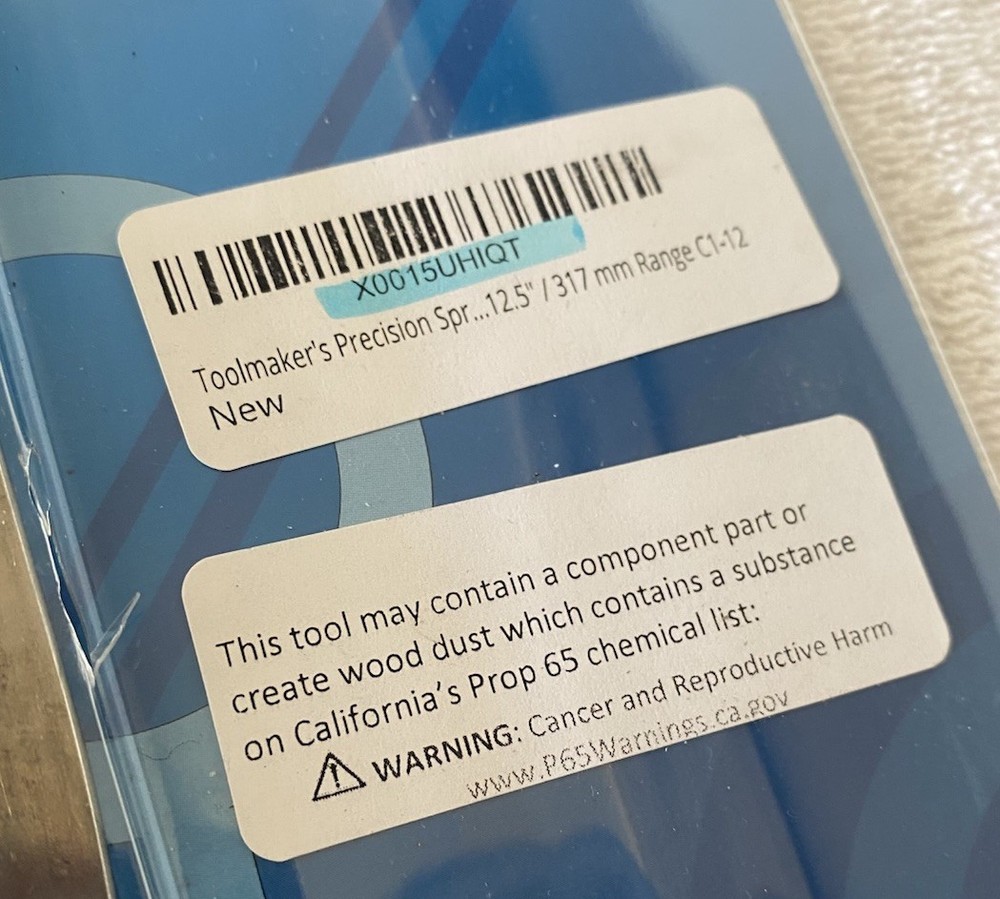 X0015UHIQT
Toolmaker's Precision Spr...12.5" / 317 mm Range C1-12
New
This tool may contain a component part or
create wood dust which contains a substance
on California's Prop 65 chemical list:
WARNING: Cancer and Reproductive Harm
www.P65Warnings.ca.gov